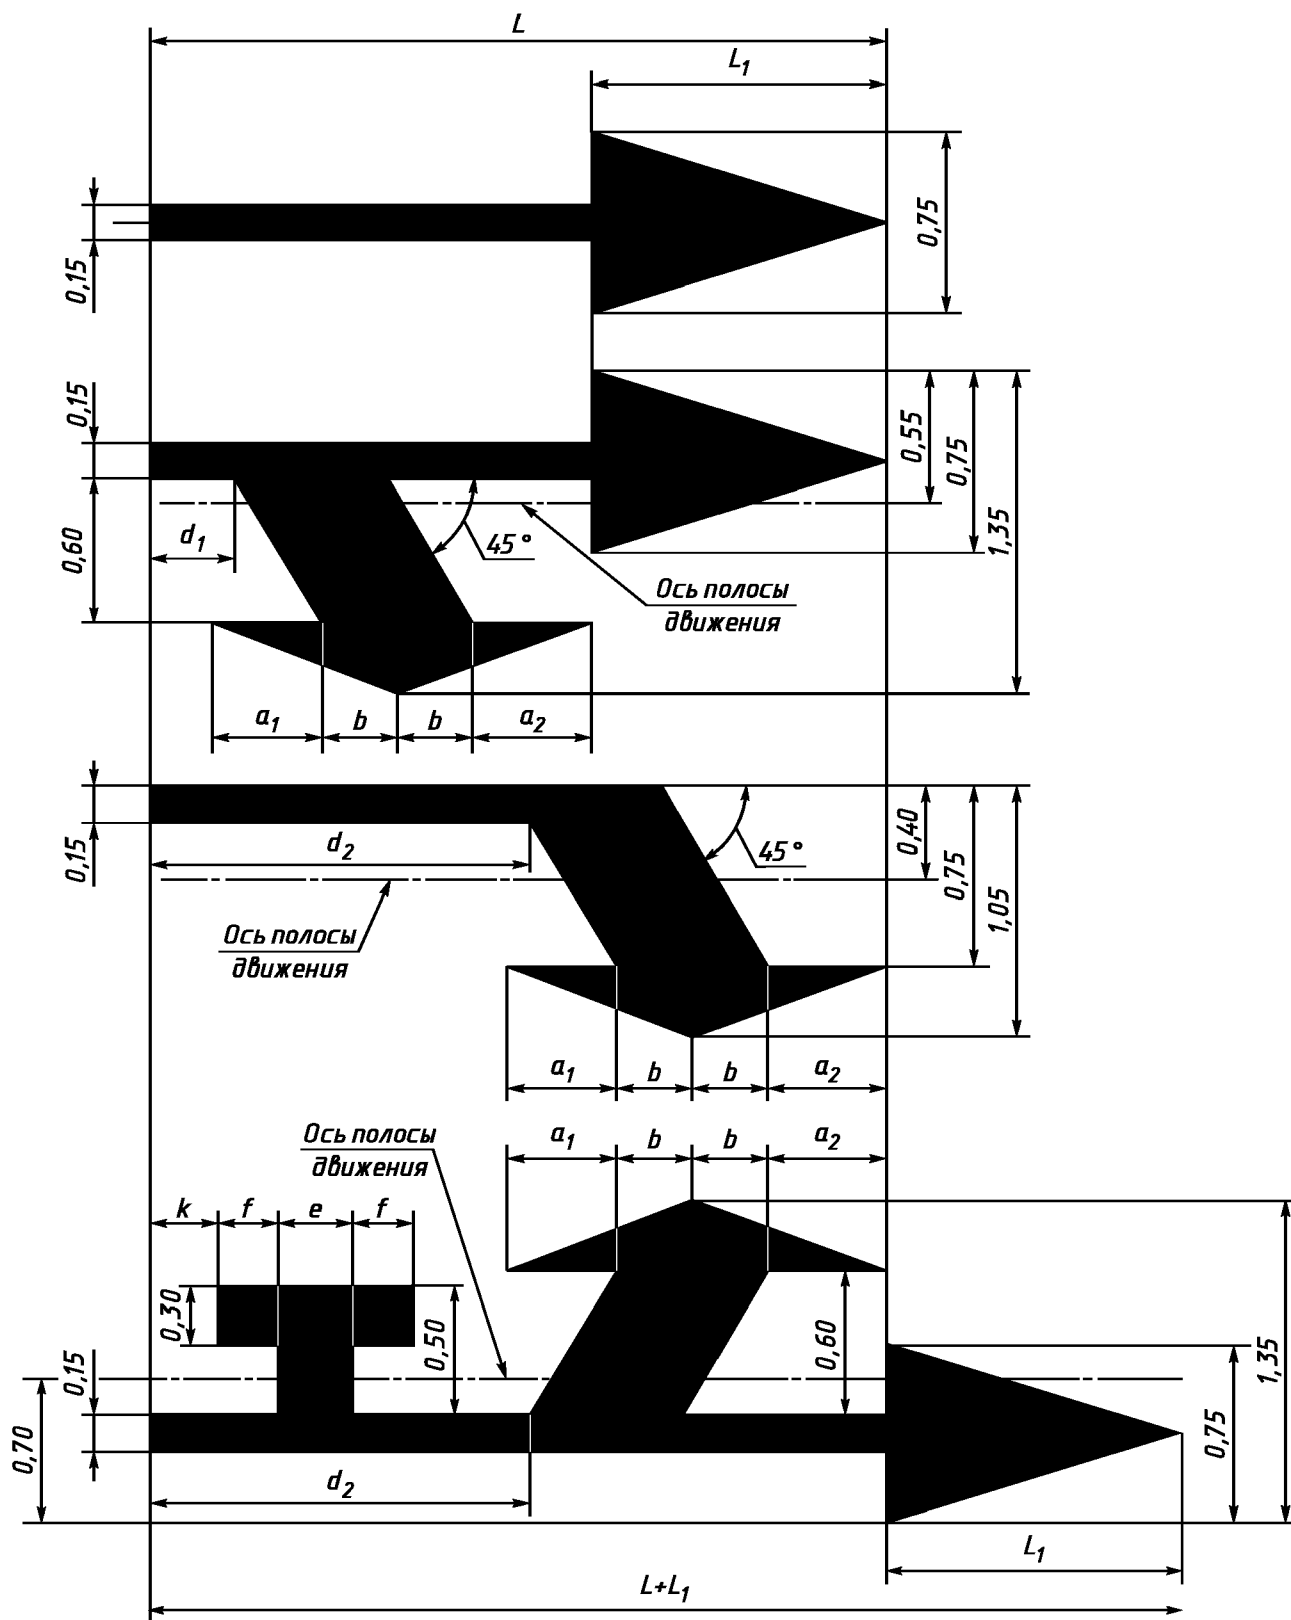 L
L1
0,75
0,15
0,15
0,55
0,75
1,35
0,60
d1
45°
Ось полосы
движения
a1 b b a2
0,15
d2
45°
0,40
0,75
1,05
Ось полосы
движения
a1 b b a2
Ось полосы
движения
a1 b b a2
k f e f
0,30
0,50
0,60
1,35
0,15
0,70
0,75
d2
L1
L+L1